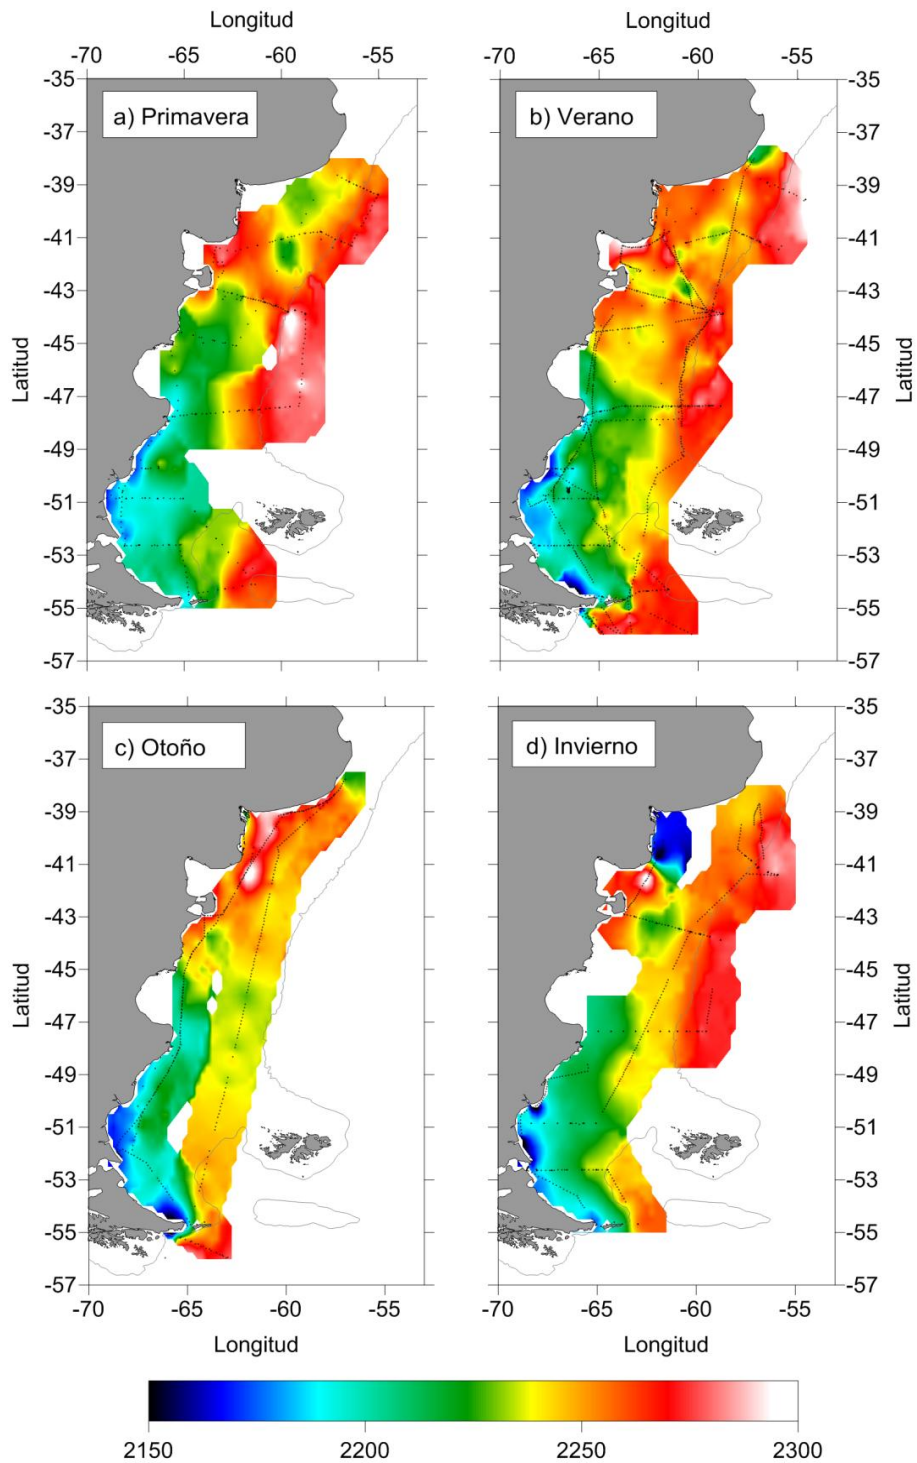 Longitud Longitud
-70 -65 -60 -55 -70 -65 -60 -55
-35 -35
a) Primavera b) Verano
-37 -37
-39 -39
-41 -41
-43 -43
Latitud Latitud
-45 -45
-47 -47
-49 -49
-51 -51
-53 -53
-55 -55
-57 -57
-35 -35
c) Otoño d) Invierno
-37 -37
-39 -39
-41 -41
-43 -43
-45 -45
Latitud Latitud
-47 -47
-49 -49
-51 -51
-53 -53
-55 -55
-57 -57
-70 -65 -60 -55 -70 -65 -60 -55
Longitud Longitud
2150 2200 2250 2300